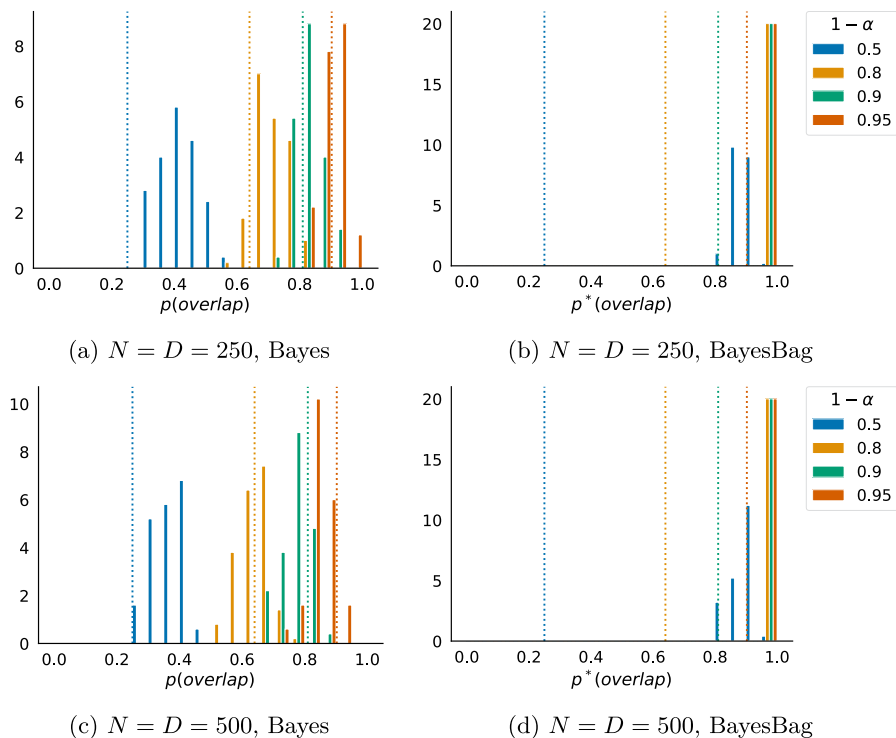 8
6
4
2
0
0.0 0.2 0.4 0.6 0.8 1.0
p(overlap)
(a) N = D = 250, Bayes
20
15
10
5
0
0.0 0.2 0.4 0.6 0.8 1.0
p*(overlap)
(b) N = D = 250, BayesBag
1 − α
0.5
0.8
0.9
0.95
10
8
6
4
2
0
0.0 0.2 0.4 0.6 0.8 1.0
p(overlap)
(c) N = D = 500, Bayes
20
15
10
5
0
0.0 0.2 0.4 0.6 0.8 1.0
p*(overlap)
(d) N = D = 500, BayesBag
1 − α
0.5
0.8
0.9
0.95